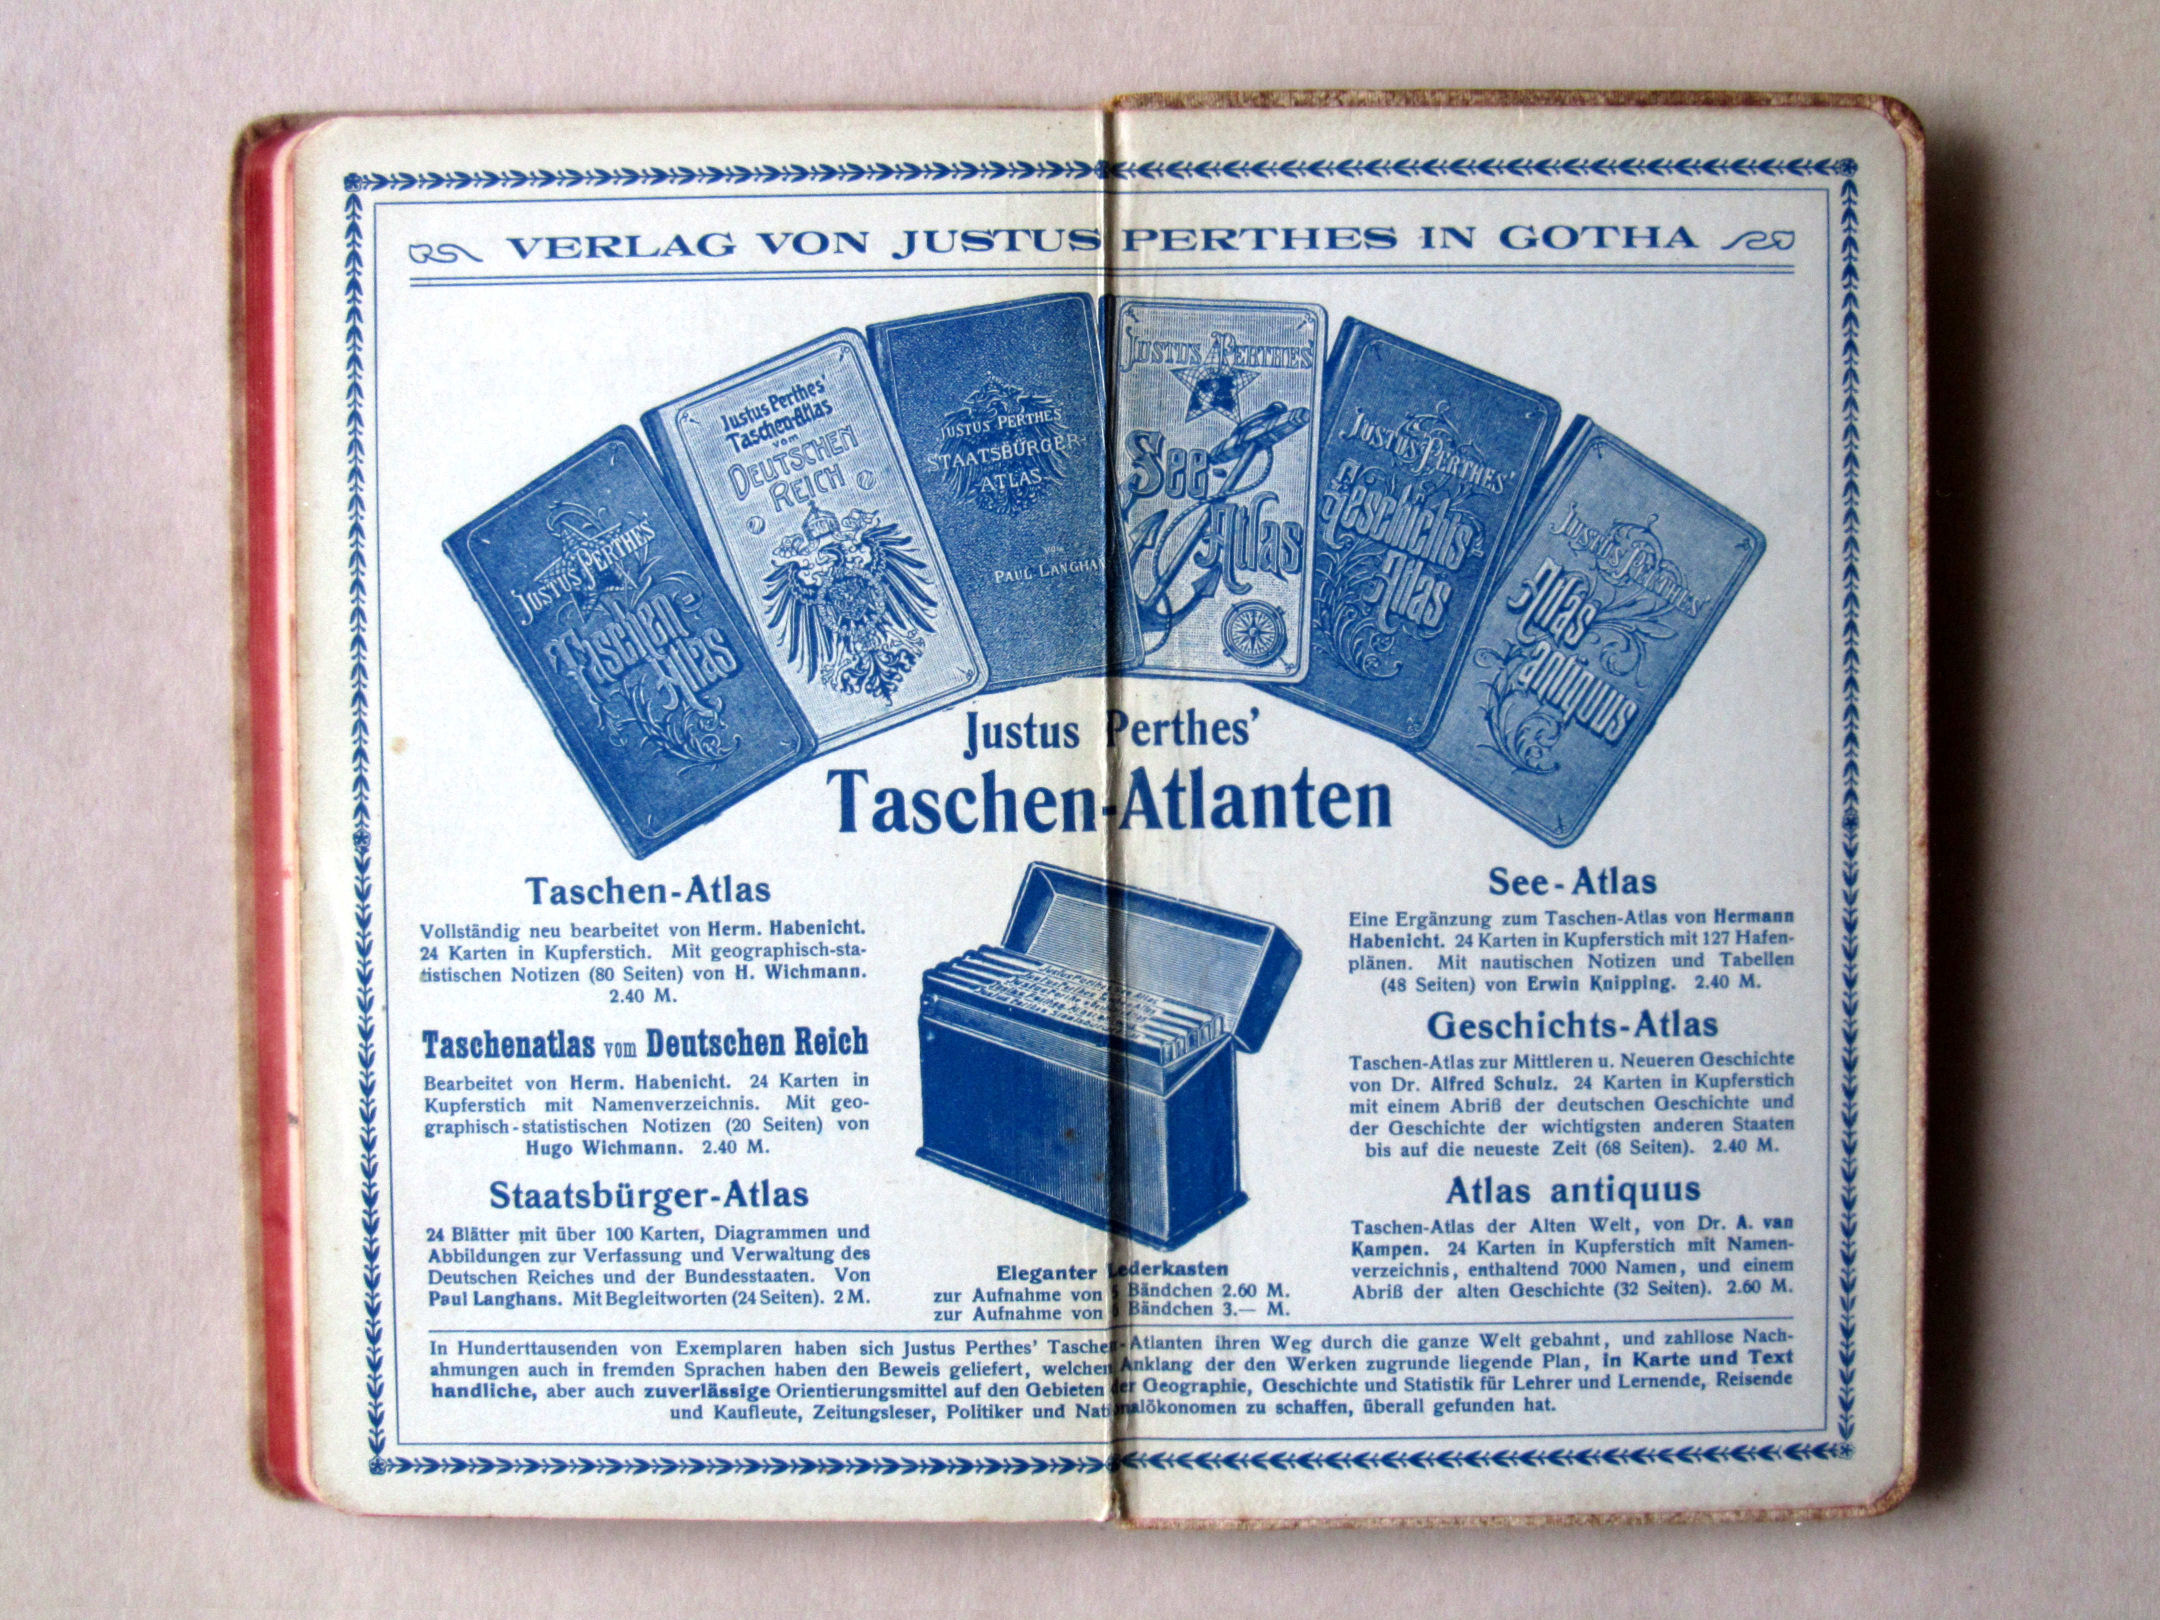 VERLAG VON JUSTUS PERTHES IN GOTHA
JUSTUS PERTHES'
Taschen-
Atlas
Justus Perthes'
Taschen-Atlas
vom
DEUTSCHEN
REICH
JUSTUS PERTHES'
STAATSBÜRGER-
ATLAS
VON
PAUL LANGHANS
JUSTUS PERTHES'
See-
Atlas
JUSTUS PERTHES'
Geschichts
Atlas
JUSTUS PERTHES'
Atlas
antiquus
Justus Perthes'
Taschen-Atlanten
Taschen-Atlas
Vollständig neu bearbeitet von Herm. Habenicht.
24 Karten in Kupferstich. Mit geographisch-sta-
tistischen Notizen (80 Seiten) von H. Wichmann.
2.40 M.
Taschenatlas vom Deutschen Reich
Bearbeitet von Herm. Habenicht. 24 Karten in
Kupferstich mit Namenverzeichnis. Mit geo-
graphisch-statistischen Notizen (20 Seiten) von
Hugo Wichmann. 2.40 M.
Staatsbürger-Atlas
24 Blätter mit über 100 Karten, Diagrammen und
Abbildungen zur Verfassung und Verwaltung des
Deutschen Reiches und der Bundesstaaten. Von
Paul Langhans. Mit Begleitworten (24 Seiten). 2 M.
Eleganter Lederkasten
zur Aufnahme von 5 Bändchen 2.60 M.
zur Aufnahme von 6 Bändchen 3.— M.
See-Atlas
Eine Ergänzung zum Taschen-Atlas von Hermann
Habenicht. 24 Karten in Kupferstich mit 127 Hafen-
plänen. Mit nautischen Notizen und Tabellen
(48 Seiten) von Erwin Knipping. 2.40 M.
Geschichts-Atlas
Taschen-Atlas zur Mittleren u. Neueren Geschichte
von Dr. Alfred Schulz. 24 Karten in Kupferstich
mit einem Abriß der deutschen Geschichte und
der Geschichte der wichtigsten anderen Staaten
bis auf die neueste Zeit (68 Seiten). 2.40 M.
Atlas antiquus
Taschen-Atlas der Alten Welt, von Dr. A. van
Kampen. 24 Karten in Kupferstich mit Namen-
verzeichnis, enthaltend 7000 Namen, und einem
Abriß der alten Geschichte (32 Seiten). 2.60 M.
In Hunderttausenden von Exemplaren haben sich Justus Perthes' Taschen-Atlanten ihren Weg durch die ganze Welt gebahnt, und zahllose Nach-
ahmungen auch in fremden Sprachen haben den Beweis geliefert, welchen Anklang der den Werken zugrunde liegende Plan, in Karte und Text
handliche, aber auch zuverlässige Orientierungsmittel auf den Gebieten der Geographie, Geschichte und Statistik für Lehrer und Lernende, Reisende
und Kaufleute, Zeitungsleser, Politiker und Nationalökonomen zu schaffen, überall gefunden hat.